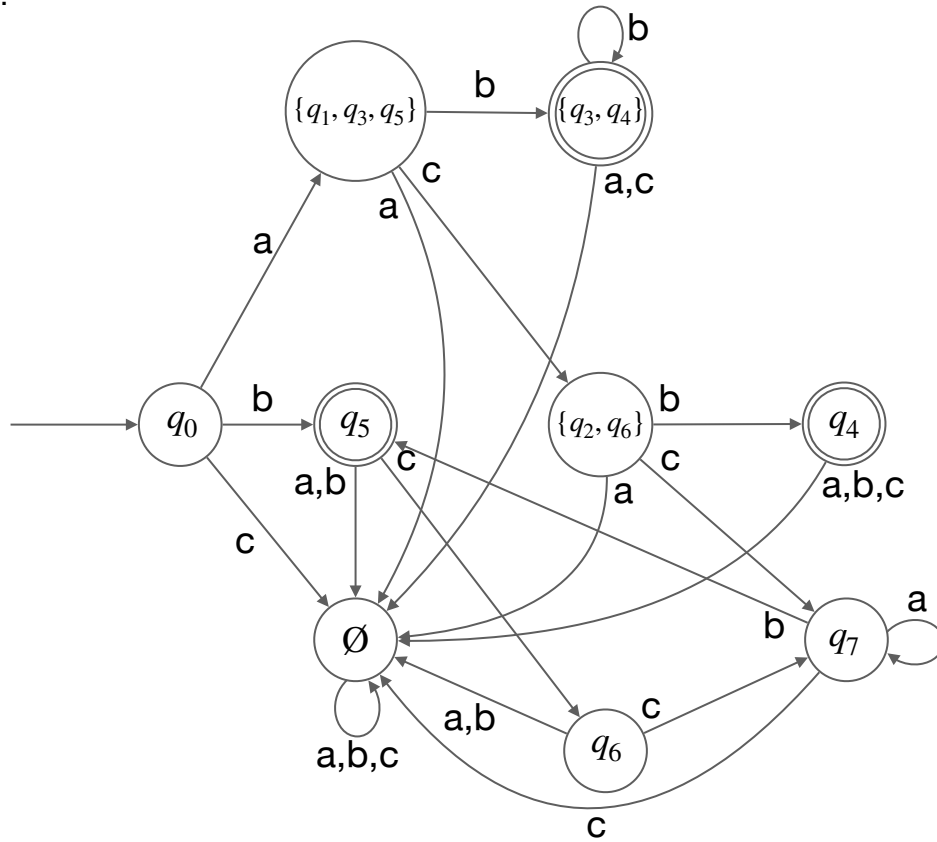 .
b
b
{q₁, q₃, q₅}
{q₃, q₄}
c
a,c
a
a
b
b
q₀
q₅
{q₂, q₆}
q₄
c
c
a,b
a
a,b,c
c
a
b
Ø
q₇
c
a,b
q₆
a,b,c
c